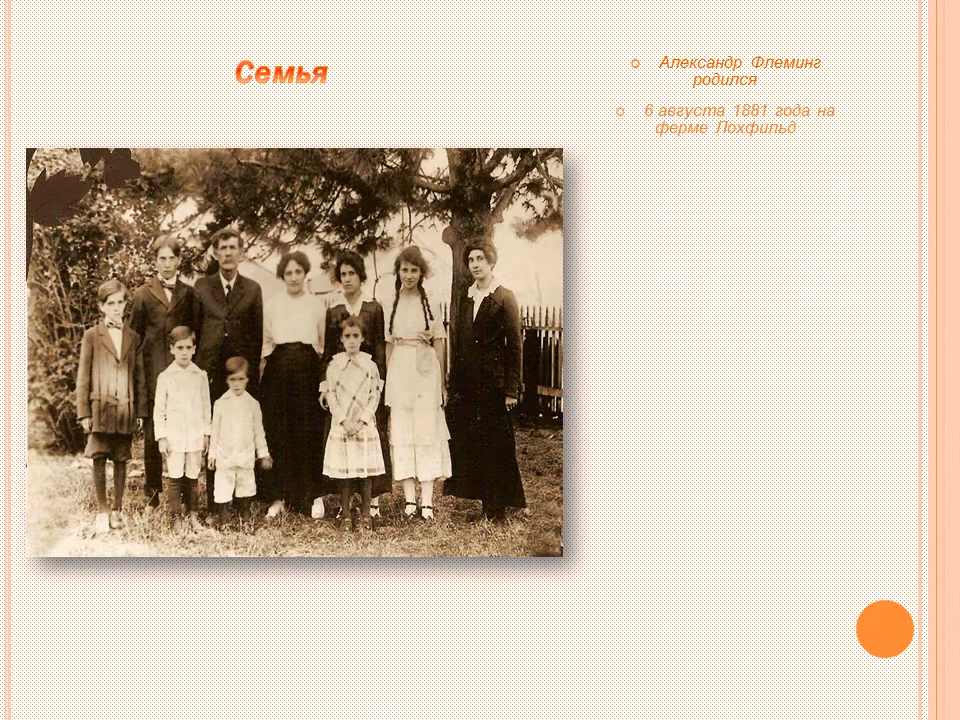 Семья
Александр Флеминг
родился
6 августа 1881 года на
ферме Лохфильд